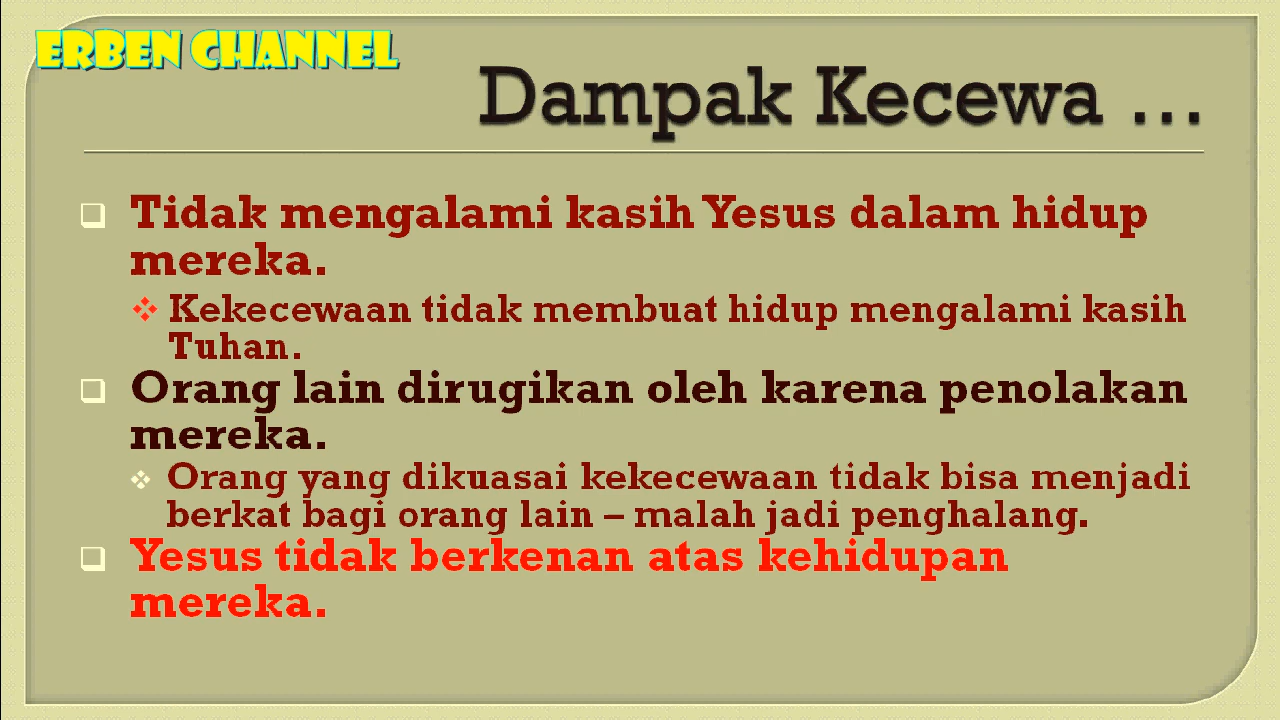 ERBEN CHANNEL
Dampak Kecewa ...
Tidak mengalami kasih Yesus dalam hidup
mereka.
Kekecewaan tidak membuat hidup mengalami kasih
Tuhan.
Orang lain dirugikan oleh karena penolakan
mereka.
Orang yang dikuasai kekecewaan tidak bisa menjadi
berkat bagi orang lain – malah jadi penghalang.
Yesus tidak berkenan atas kehidupan
mereka.